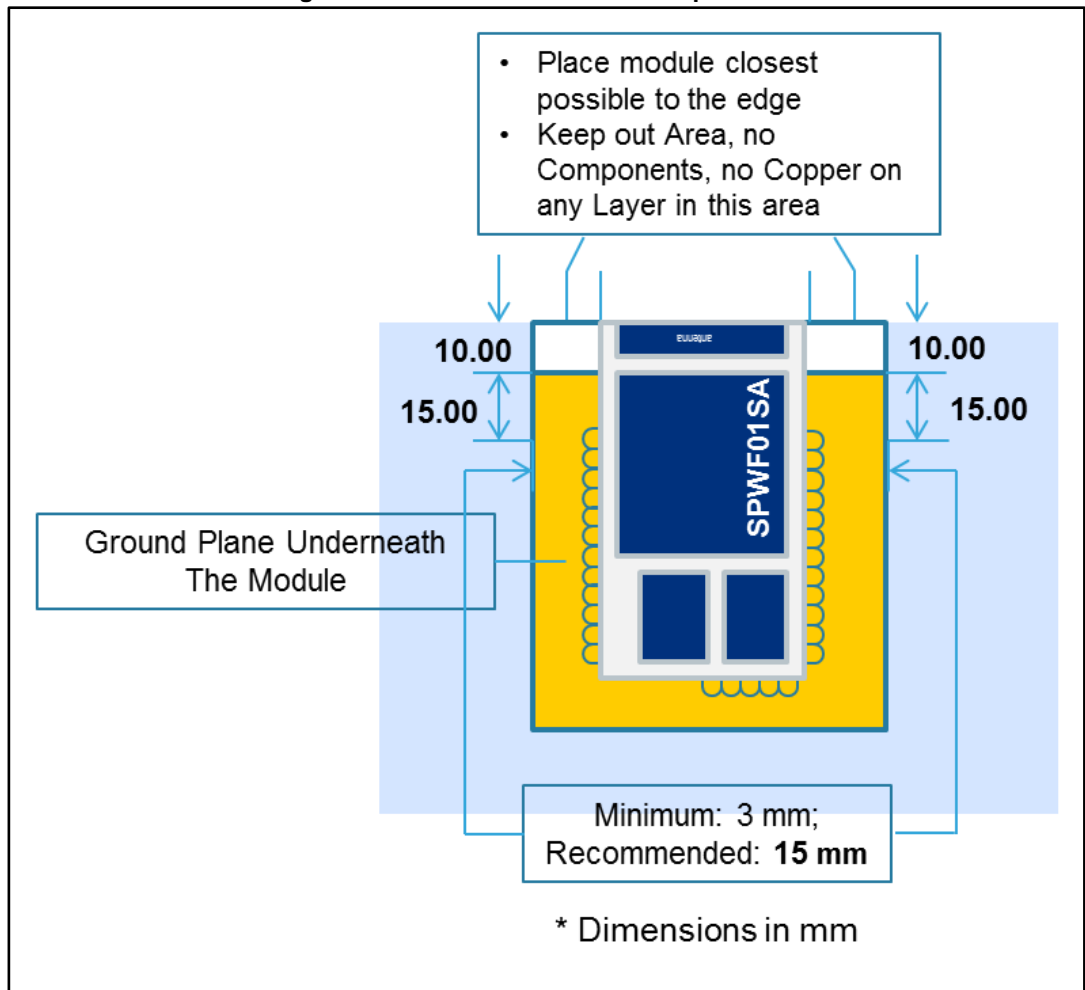 • Place module closest
possible to the edge
• Keep out Area, no
Components, no Copper on
any Layer in this area
10.00
10.00
antenna
15.00
15.00
SPWF01SA
Ground Plane Underneath
The Module
Minimum: 3 mm;
Recommended: 15 mm
* Dimensions in mm